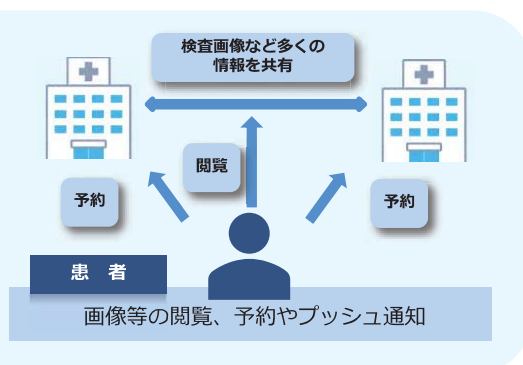 検査画像など多くの
情報を共有
閲覧
予約
予約
患 者
画像等の閲覧、予約やプッシュ通知